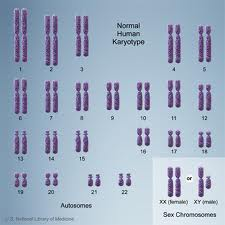 Normal
Human
Karyotype
1 2 3 4 5
6 7 8 9 10 11 12
13 14 15 16 17 18
19 20 21 22
or
XX (female) XY (male)
Autosomes
Sex Chromosomes
U.S. National Library of Medicine